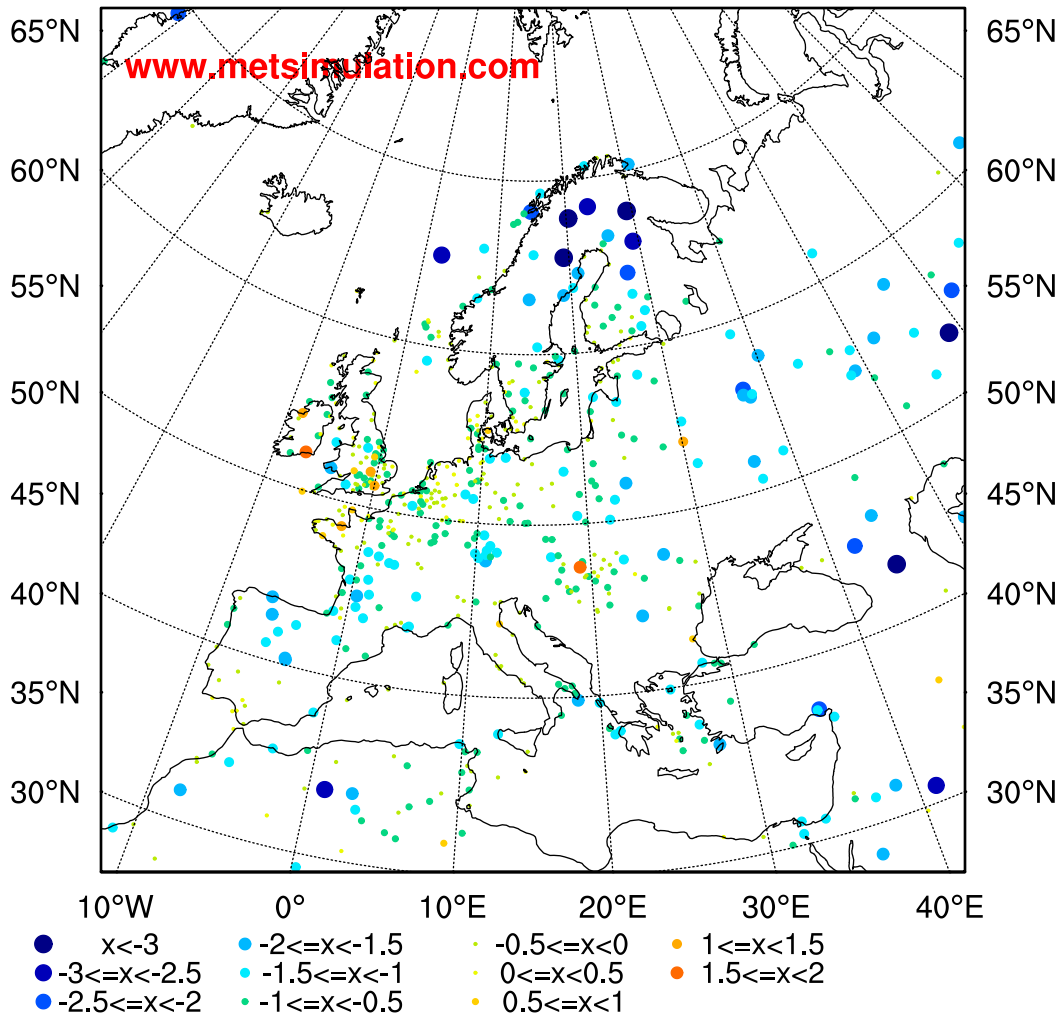 65°N 65°N
www.metsimulation.com
60°N 60°N
55°N 55°N
50°N 50°N
45°N 45°N
40°N 40°N
35°N 35°N
30°N 30°N
10°W 0° 10°E 20°E 30°E 40°E
x<-3 -2<=x<-1.5 -0.5<=x<0 1<=x<1.5
-3<=x<-2.5 -1.5<=x<-1 0<=x<0.5 1.5<=x<2
-2.5<=x<-2 -1<=x<-0.5 0.5<=x<1